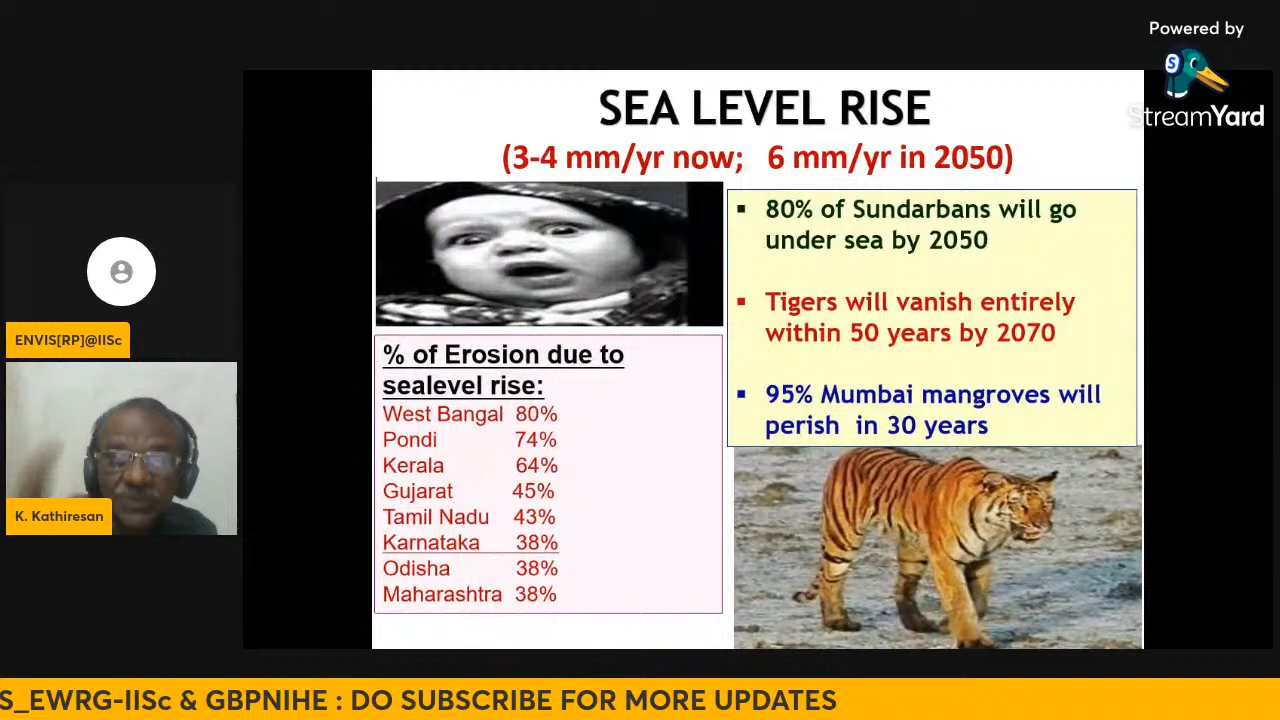 Powered by
StreamYard
SEA LEVEL RISE
(3-4 mm/yr now; 6 mm/yr in 2050)
▪ 80% of Sundarbans will go
under sea by 2050
▪ Tigers will vanish entirely
within 50 years by 2070
▪ 95% Mumbai mangroves will
perish in 30 years
% of Erosion due to
sealevel rise:
West Bangal 80%
Pondi 74%
Kerala 64%
Gujarat 45%
Tamil Nadu 43%
Karnataka 38%
Odisha 38%
Maharashtra 38%
ENVIS[RP]@IISc
K. Kathiresan
S_EWRG-IISc & GBPNIHE : DO SUBSCRIBE FOR MORE UPDATES